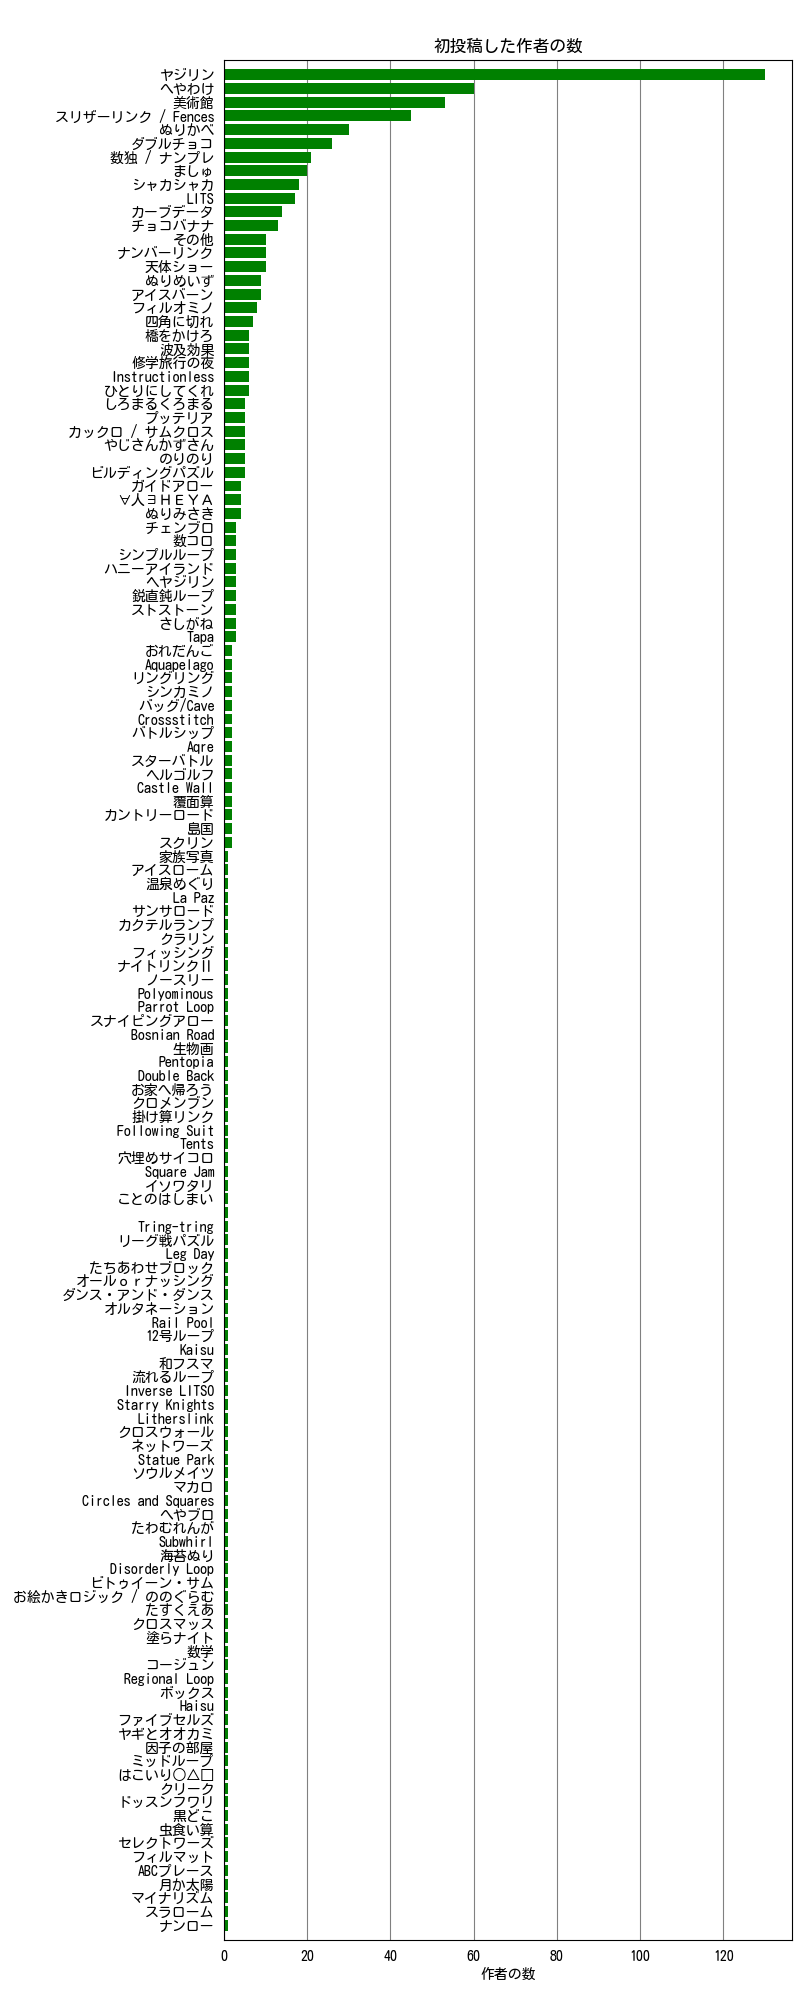 初投稿した作者の数
ヤジリン
へやわけ
美術館
スリザーリンク / Fences
ぬりかべ
ダブルチョコ
数独 / ナンプレ
ましゅ
シャカシャカ
LITS
カーブデータ
チョコバナナ
その他
ナンバーリンク
天体ショー
ぬりめいず
アイスバーン
フィルオミノ
四角に切れ
橋をかけろ
波及効果
修学旅行の夜
Instructionless
ひとりにしてくれ
しろまるくろまる
プッテリア
カックロ / サムクロス
やじさんかずさん
のりのり
ビルディングパズル
ガイドアロー
∀人∃ＨＥＹＡ
ぬりみさき
チェンブロ
数コロ
シンプルループ
ハニーアイランド
へヤジリン
鋭直鈍ループ
ストストーン
さしがね
Tapa
おれだんご
Aquapelago
リングリング
シンカミノ
バッグ/Cave
Crossstitch
バトルシップ
Aqre
スターバトル
ヘルゴルフ
Castle Wall
覆面算
カントリーロード
島国
スクリン
家族写真
アイスローム
温泉めぐり
La Paz
サンサロード
カクテルランプ
クラリン
フィッシング
ナイトリンクⅡ
ノースリー
Polyominous
Parrot Loop
スナイピングアロー
Bosnian Road
生物画
Pentopia
Double Back
お家へ帰ろう
クロメンブン
掛け算リンク
Following Suit
Tents
穴埋めサイコロ
Square Jam
イソワタリ
ことのはじまい
Tring-tring
リーグ戦パズル
Leg Day
たちあわせブロック
オールｏｒナッシング
ダンス・アンド・ダンス
オルタネーション
Rail Pool
12号ループ
Kaisu
和フスマ
流れるループ
Inverse LITSO
Starry Knights
Litherslink
クロスウォール
ネットワーズ
Statue Park
ソウルメイツ
マカロ
Circles and Squares
へやブロ
たわむれんが
Subwhirl
海苔ぬり
Disorderly Loop
ビトゥイーン・サム
お絵かきロジック / ののぐらむ
たすくえあ
クロスマッス
塗らナイト
数学
コージュン
Regional Loop
ボックス
Haisu
ファイブセルズ
ヤギとオオカミ
因子の部屋
ミッドループ
はこいり○△□
クリーク
ドッスンフワリ
黒どこ
虫食い算
セレクトワーズ
フィルマット
ABCプレース
月か太陽
マイナリズム
スラローム
ナンロー
0 20 40 60 80 100 120
作者の数